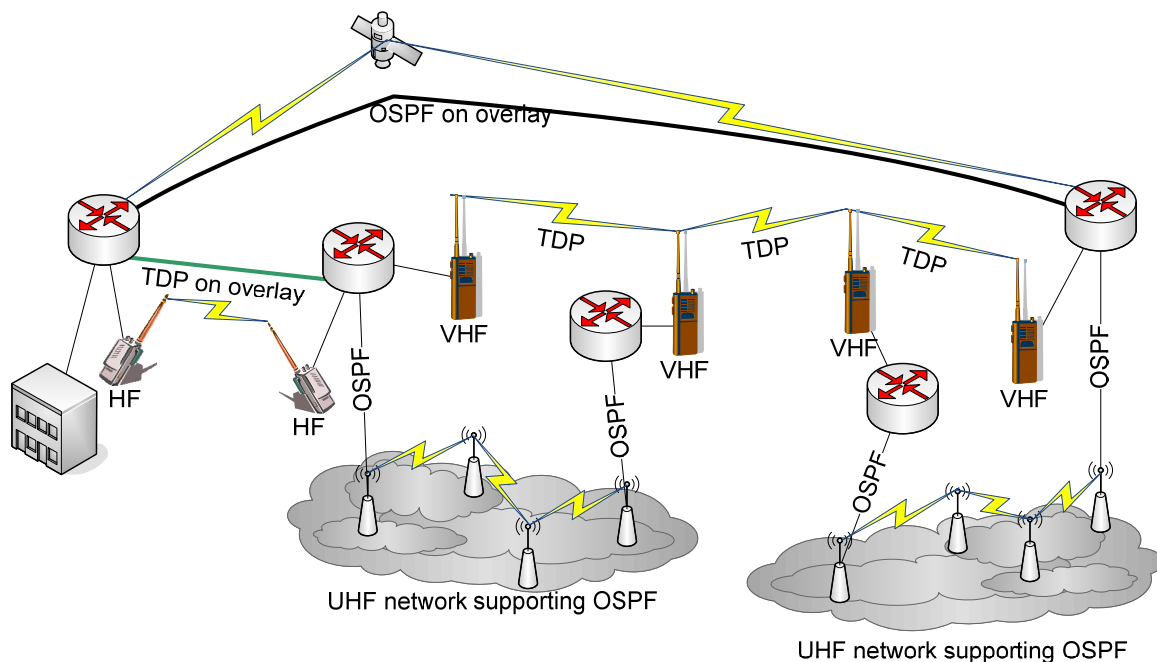 OSPF on overlay
TDP
TDP
TDP
TDP on overlay
VHF
VHF
VHF
VHF
HF
HF
OSPF
OSPF
OSPF
OSPF
UHF network supporting OSPF
UHF network supporting OSPF